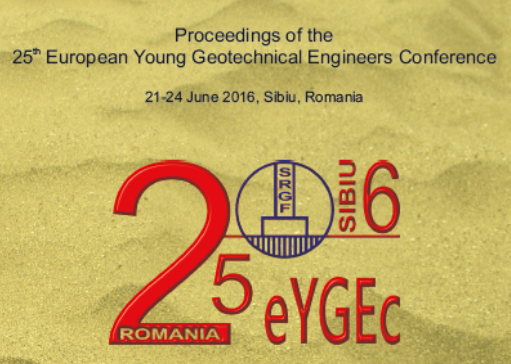 Proceedings of the
25th European Young Geotechnical Engineers Conference
21-24 June 2016, Sibiu, Romania
2 SRGF SIBIU 6
5 eYGEc
ROMANIA